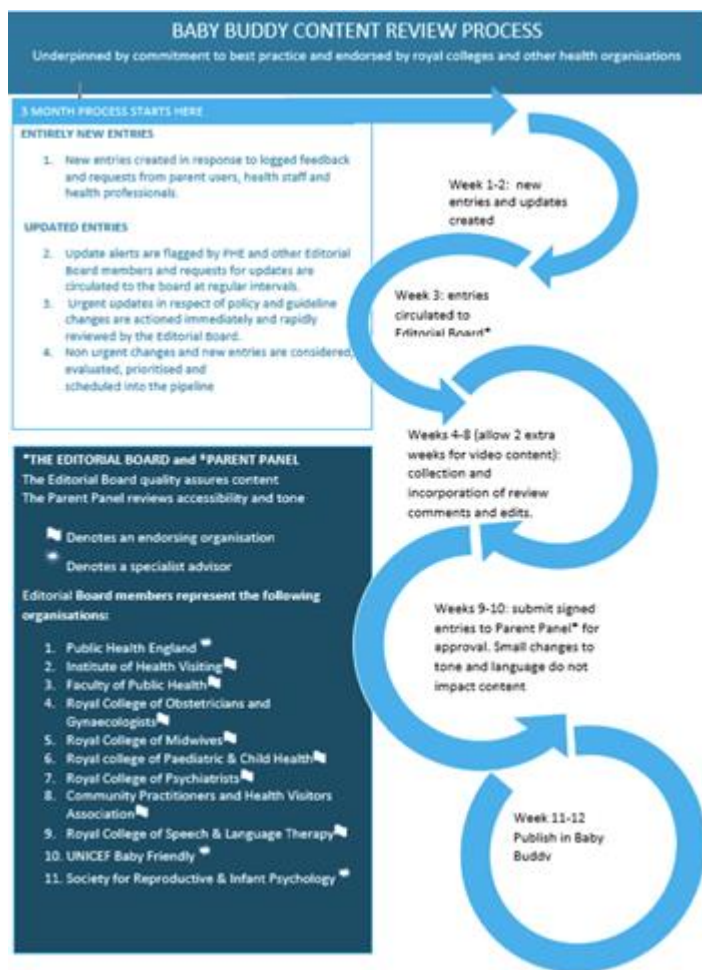 BABY BUDDY CONTENT REVIEW PROCESS
Underpinned by commitment to best practice and endorsed by royal colleges and other health organisations
3 MONTH PROCESS STARTS HERE
ENTIRELY NEW ENTRIES
1. New entries created in response to logged feedback
and requests from parent users, health staff and
health professionals.
UPDATED ENTRIES
2. Update alerts are flagged by PHE and other Editorial
Board members and requests for updates are
circulated to the board at regular intervals.
3. Urgent updates in respect of policy and guideline
changes are actioned immediately and rapidly
reviewed by the Editorial Board.
4. Non urgent changes and new entries are considered,
evaluated, prioritised and
scheduled into the pipeline
*THE EDITORIAL BOARD and *PARENT PANEL
The Editorial Board quality assures content
The Parent Panel reviews accessibility and tone
Denotes an endorsing organisation
Denotes a specialist advisor
Editorial Board members represent the following
organisations:
1. Public Health England
2. Institute of Health Visiting
3. Faculty of Public Health
4. Royal College of Obstetricians and
Gynaecologists
5. Royal College of Midwives
6. Royal college of Paediatric & Child Health
7. Royal College of Psychiatrists
8. Community Practitioners and Health Visitors
Association
9. Royal College of Speech & Language Therapy
10. UNICEF Baby Friendly
11. Society for Reproductive & Infant Psychology
Week 1-2: new
entries and updates
created
Week 3: entries
circulated to
Editorial Board*
Weeks 4-8 (allow 2 extra
weeks for video content):
collection and
incorporation of review
comments and edits.
Weeks 9-10: submit signed
entries to Parent Panel* for
approval. Small changes to
tone and language do not
impact content
Week 11-12
Publish in Baby
Buddy